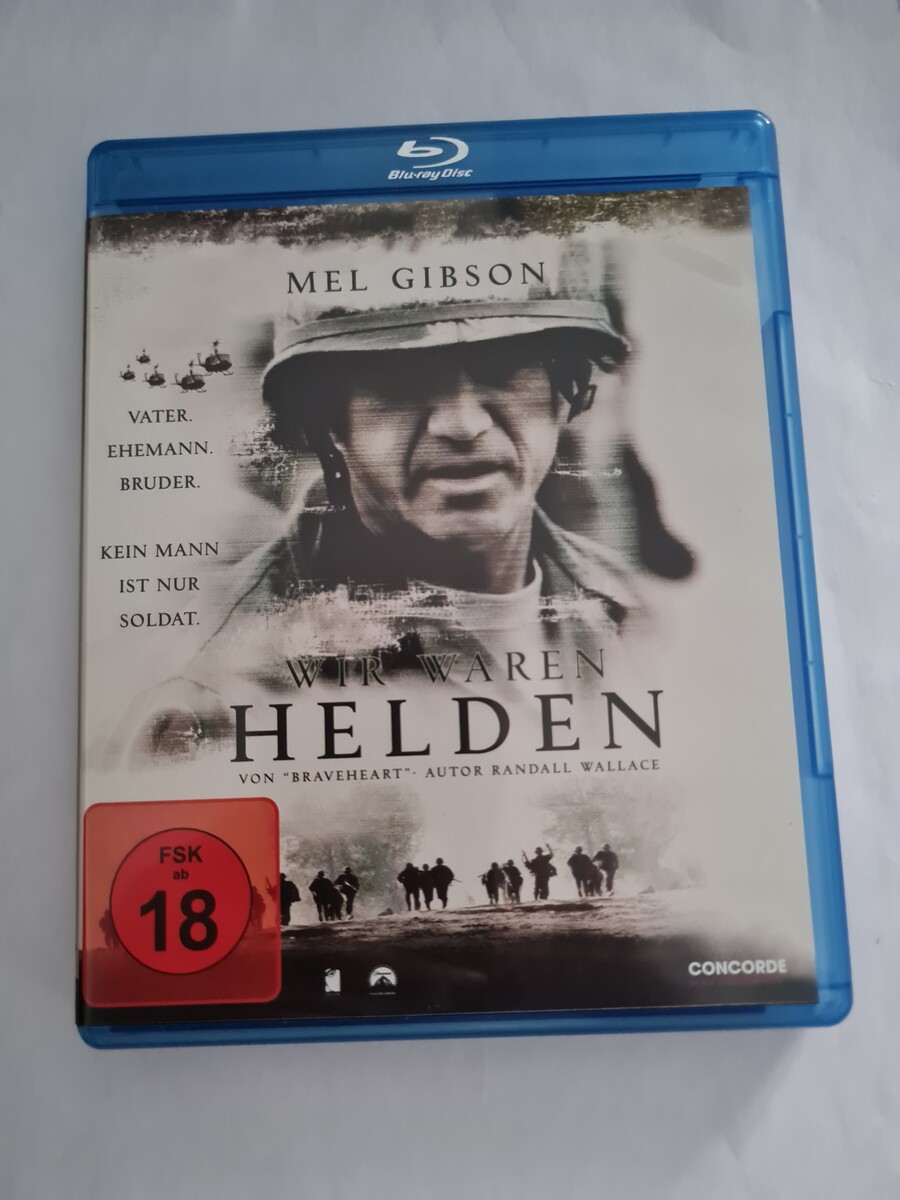 Blu-ray Disc
MEL GIBSON
VATER.
EHEMANN.
BRUDER.
KEIN MANN
IST NUR
SOLDAT.
WIR WAREN
HELDEN
VON "BRAVEHEART"- AUTOR RANDALL WALLACE
FSK
ab
18
CONCORDE